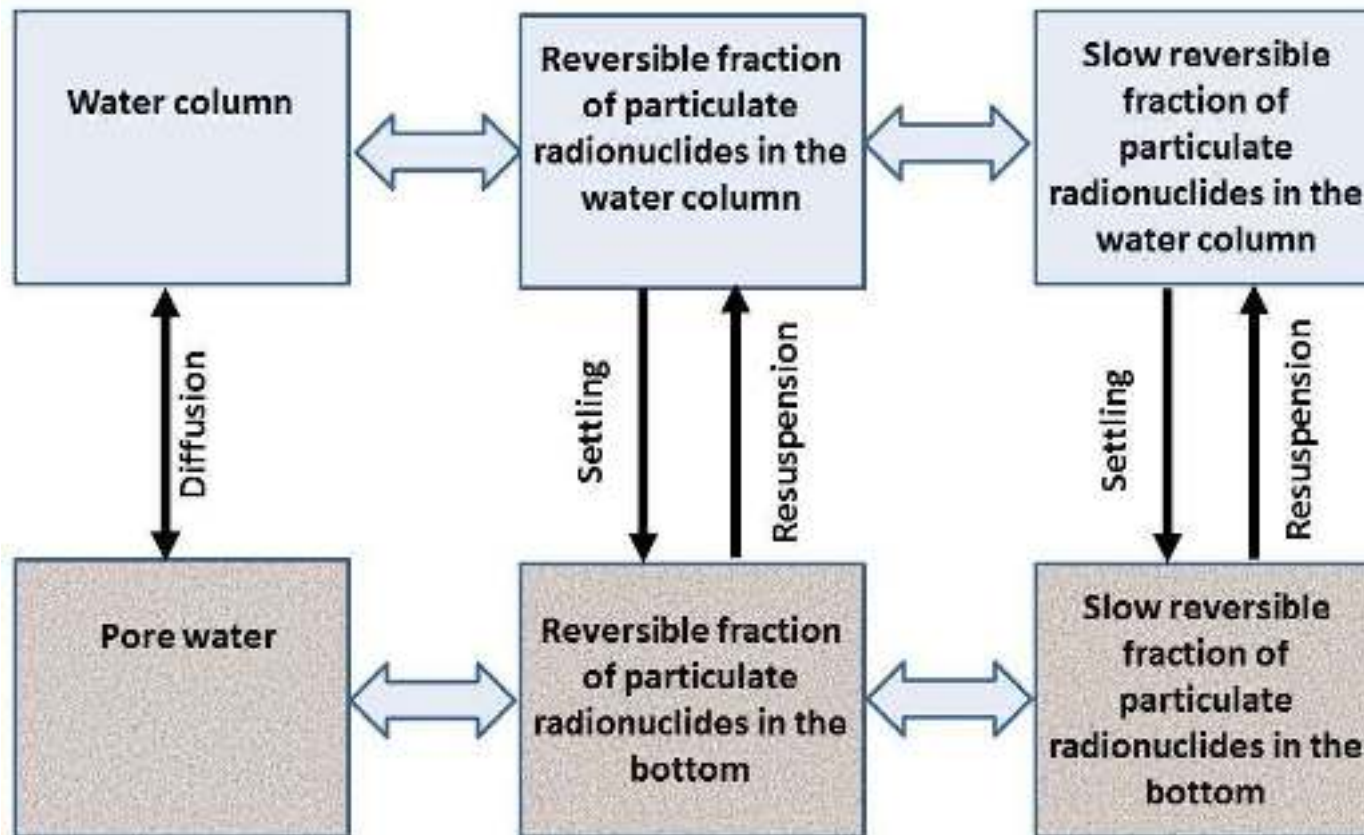 Water column
Reversible fraction
of particulate
radionuclides in the
water column
Slow reversible
fraction of
particulate
radionuclides in the
water column
Diffusion
Settling
Resuspension
Settling
Resuspension
Pore water
Reversible fraction
of particulate
radionuclides in the
bottom
Slow reversible
fraction of
particulate
radionuclides in the
bottom